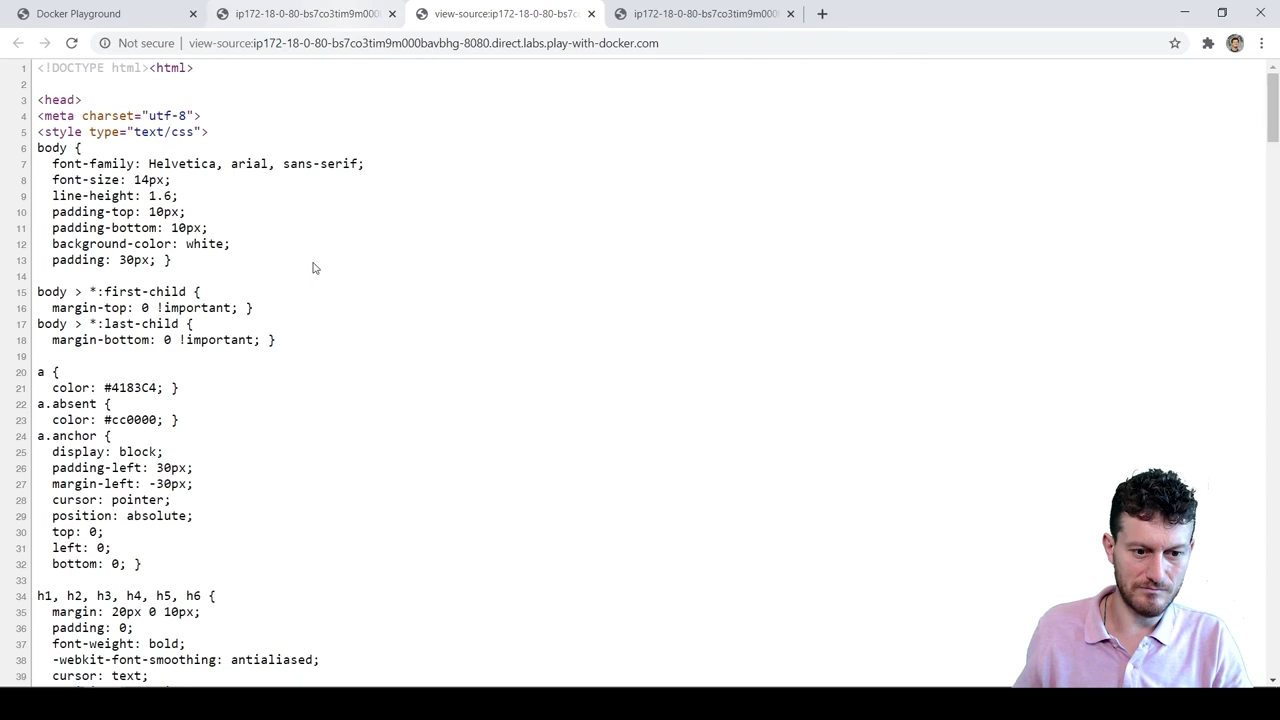 Docker Playground
ip172-18-0-80-bs7co3tim9m000
view-source:ip172-18-0-80-bs7co
ip172-18-0-80-bs7co3tim9m000
Not secure
view-source:ip172-18-0-80-bs7co3tim9m000bavbhg-8080.direct.labs.play-with-docker.com
1 <!DOCTYPE html><html>
2
3 <head>
4 <meta charset="utf-8">
5 <style type="text/css">
6 body {
7 font-family: Helvetica, arial, sans-serif;
8 font-size: 14px;
9 line-height: 1.6;
10 padding-top: 10px;
11 padding-bottom: 10px;
12 background-color: white;
13 padding: 30px; }
14
15 body > *:first-child {
16 margin-top: 0 !important; }
17 body > *:last-child {
18 margin-bottom: 0 !important; }
19
20 a {
21 color: #4183C4; }
22 a.absent {
23 color: #cc0000; }
24 a.anchor {
25 display: block;
26 padding-left: 30px;
27 margin-left: -30px;
28 cursor: pointer;
29 position: absolute;
30 top: 0;
31 left: 0;
32 bottom: 0; }
33
34 h1, h2, h3, h4, h5, h6 {
35 margin: 20px 0 10px;
36 padding: 0;
37 font-weight: bold;
38 -webkit-font-smoothing: antialiased;
39 cursor: text;